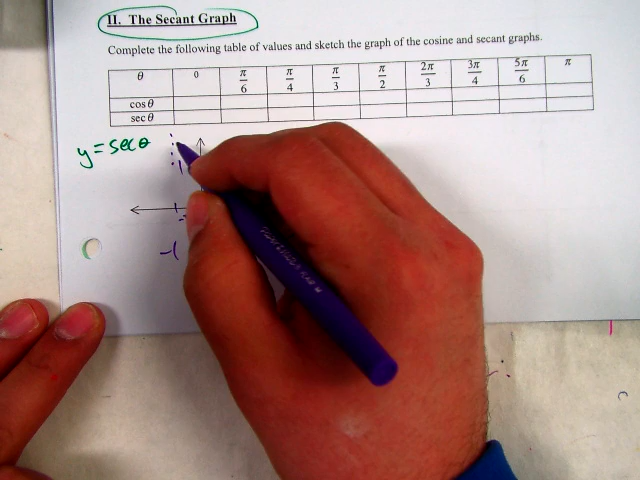 II. The Secant Graph
Complete the following table of values and sketch the graph of the cosine and secant graphs.
θ 0 π/6 π/4 π/3 π/2 2π/3 3π/4 5π/6 π
cos θ
sec θ
y = sec θ
1
-1